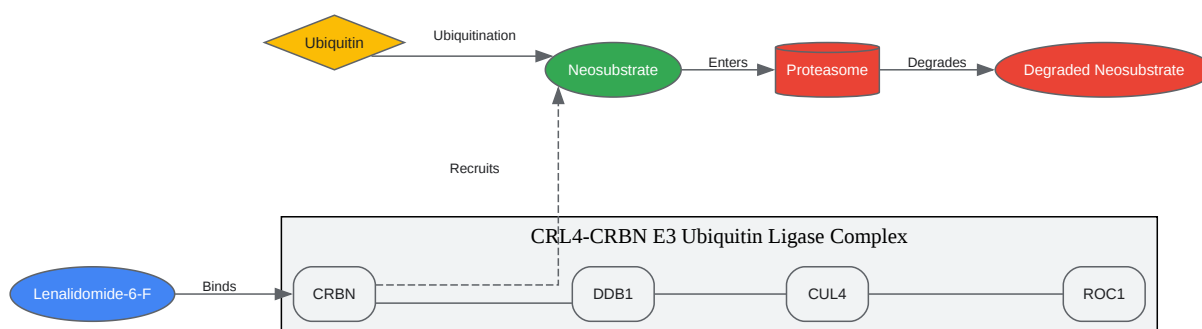 Ubiquitin
Ubiquitination
Neosubstrate
Enters
Proteasome
Degrades
Degraded Neosubstrate
Recruits
CRL4-CRBN E3 Ubiquitin Ligase Complex
Lenalidomide-6-F
Binds
CRBN
DDB1
CUL4
ROC1